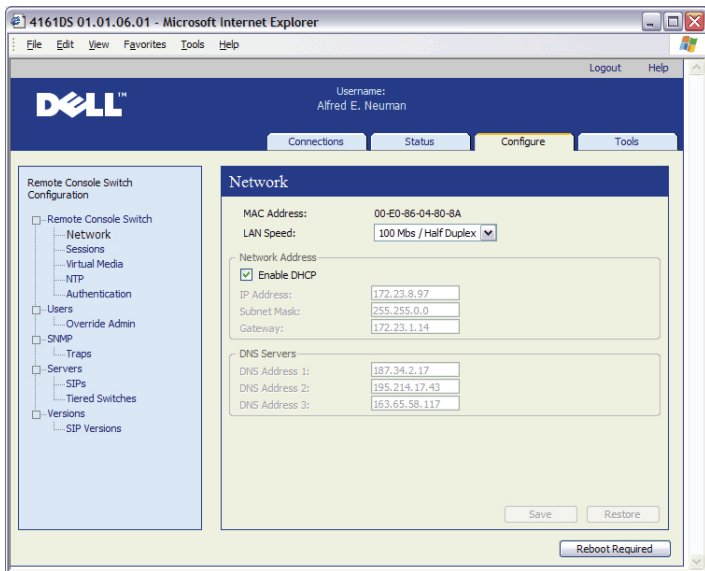 4161DS 01.01.06.01 - Microsoft Internet Explorer
File Edit View Favorites Tools Help
Logout Help
DELL™
Username:
Alfred E. Neuman
Connections Status Configure Tools
Remote Console Switch
Configuration
Remote Console Switch
Network
Sessions
Virtual Media
NTP
Authentication
Users
Override Admin
SNMP
Traps
Servers
SIPs
Tiered Switches
Versions
SIP Versions
Network
MAC Address: 00-E0-86-04-80-8A
LAN Speed: 100 Mbs / Half Duplex
Network Address
Enable DHCP
IP Address: 172.23.8.97
Subnet Mask: 255.255.0.0
Gateway: 172.23.1.14
DNS Servers
DNS Address 1: 187.34.2.17
DNS Address 2: 195.214.17.43
DNS Address 3: 163.65.58.117
Save Restore
Reboot Required